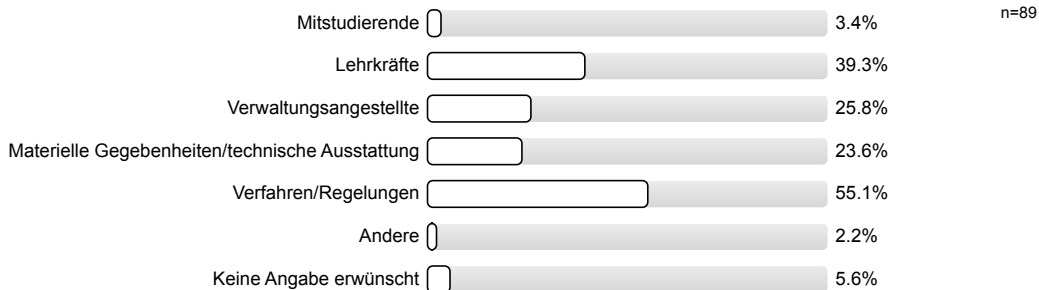 Mitstudierende 3.4% n=89
Lehrkräfte 39.3%
Verwaltungsangestellte 25.8%
Materielle Gegebenheiten/technische Ausstattung 23.6%
Verfahren/Regelungen 55.1%
Andere 2.2%
Keine Angabe erwünscht 5.6%